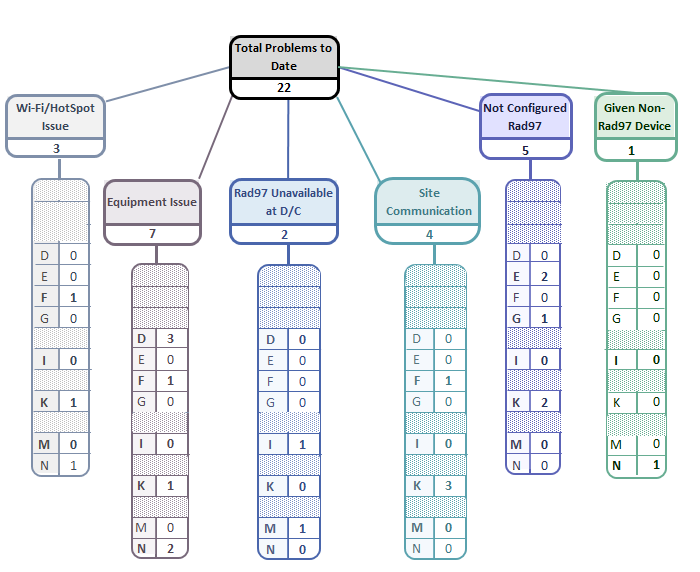 Total Problems to
Date
22
Wi-Fi/HotSpot
Issue
3
D 0
E 0
F 1
G 0
I 0
K 1
M 0
N 1
Equipment Issue
7
D 3
E 0
F 1
G 0
I 0
K 1
M 0
N 2
Rad97 Unavailable
at D/C
2
D 0
E 0
F 0
G 0
I 1
K 0
M 1
N 0
Site
Communication
4
D 0
E 0
F 1
G 0
I 0
K 3
M 0
N 0
Not Configured
Rad97
5
D 0
E 2
F 0
G 1
I 0
K 2
M 0
N 0
Given Non-
Rad97 Device
1
D 0
E 0
F 0
G 0
I 0
K 0
M 0
N 1